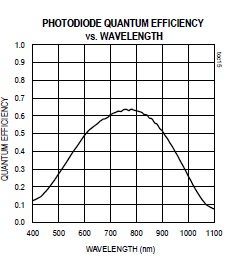 PHOTODIODE QUANTUM EFFICIENCY
vs. WAVELENGTH
toc15
QUANTUM EFFICIENCY
1.0
0.9
0.8
0.7
0.6
0.5
0.4
0.3
0.2
0.1
0.0
400 500 600 700 800 900 1000 1100
WAVELENGTH (nm)